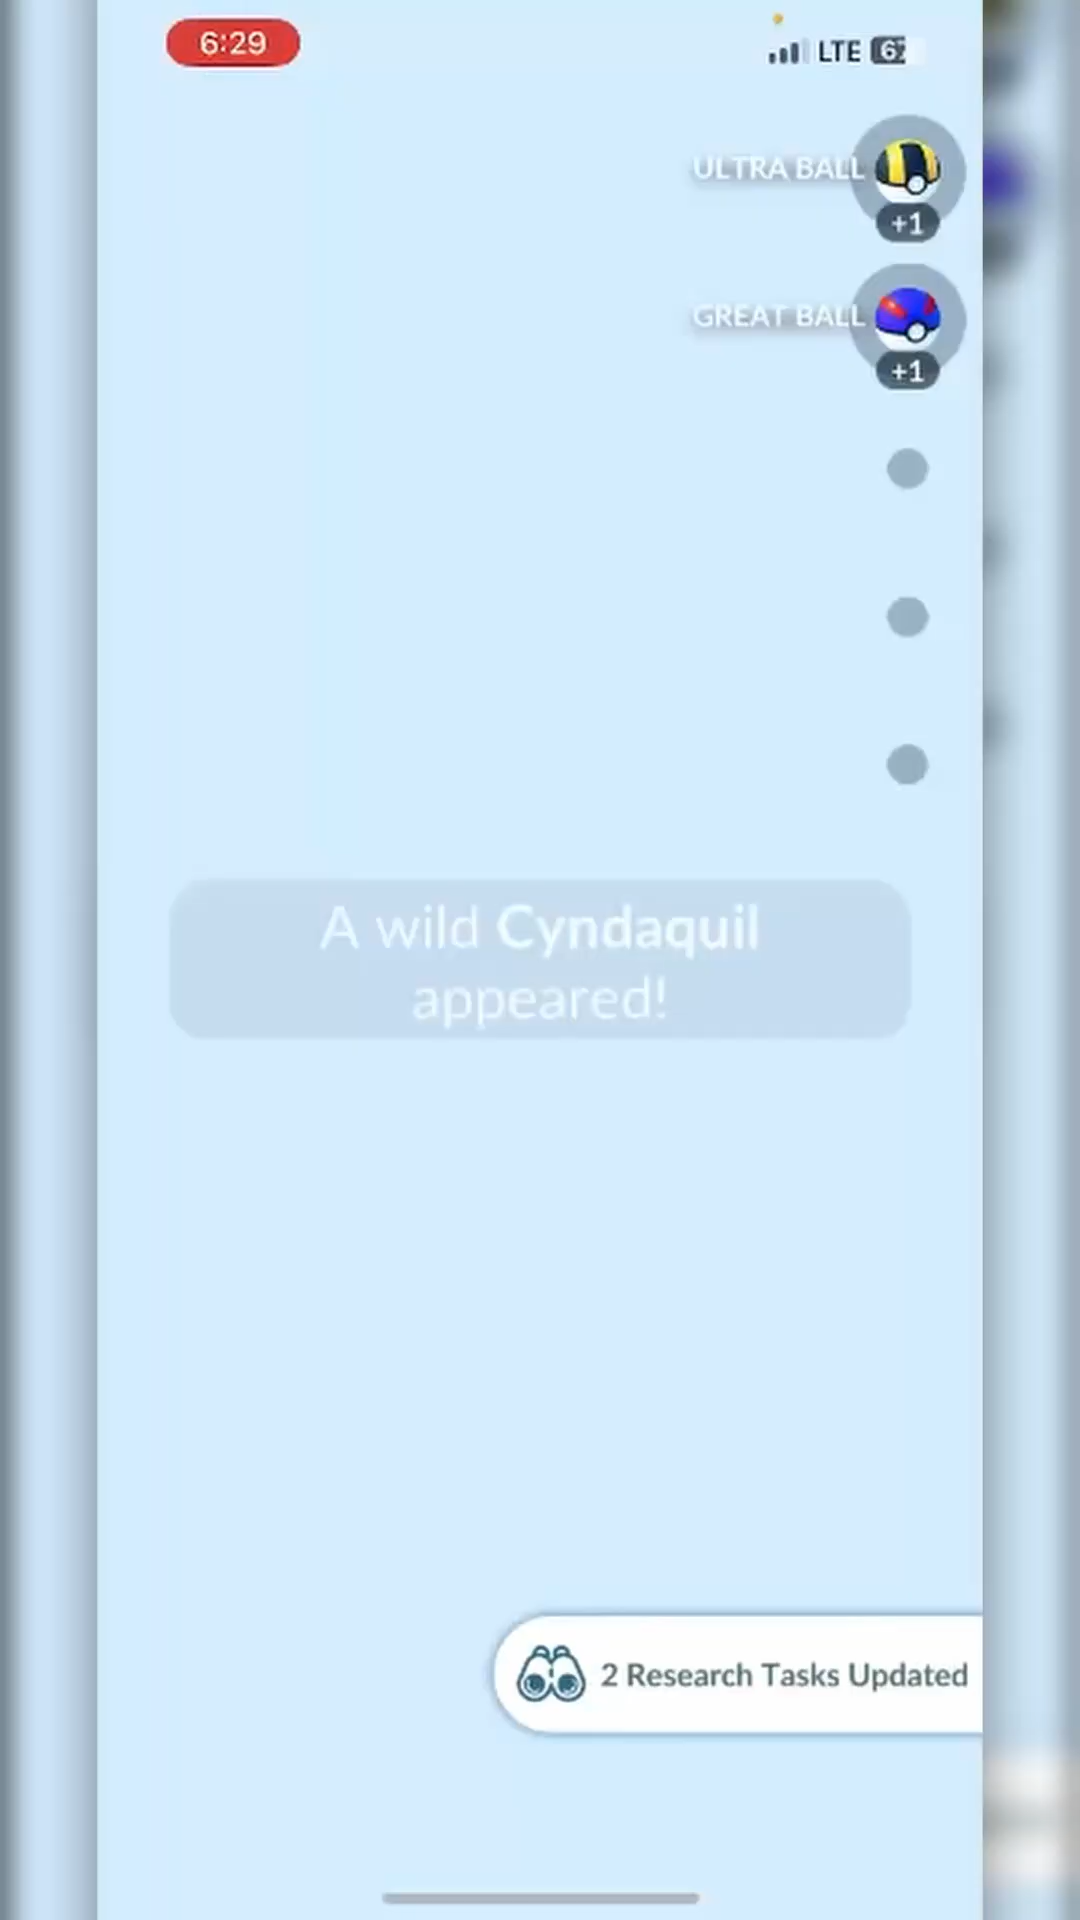 6:29
LTE
ULTRA BALL
+1
GREAT BALL
+1
A wild Cyndaquil
appeared!
2 Research Tasks Updated